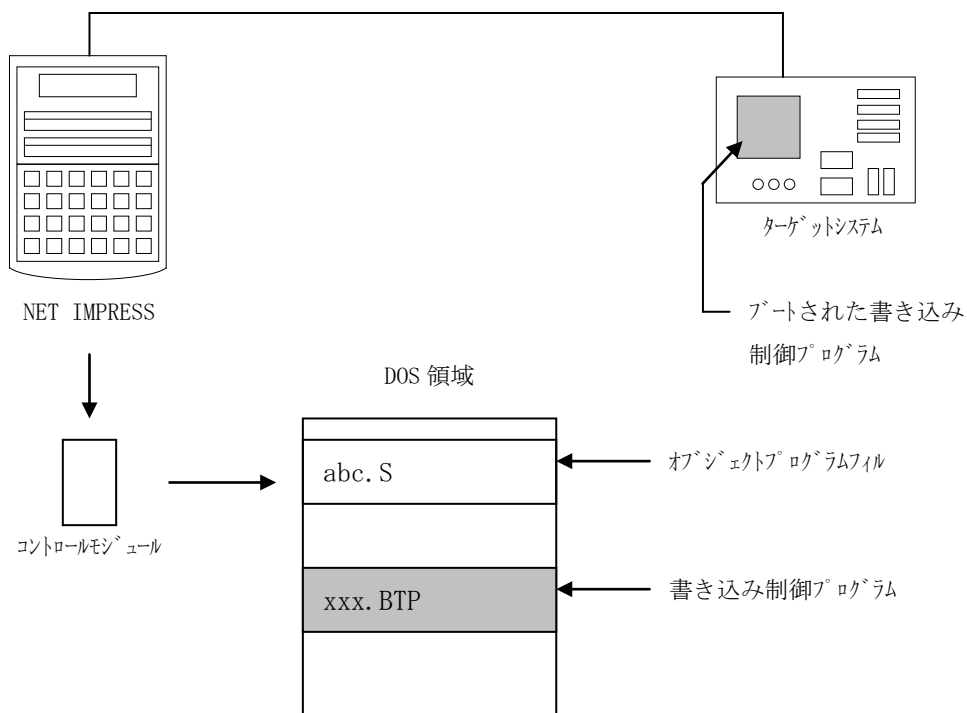 ﾀｰｹﾞｯﾄｼｽﾃﾑ
NET IMPRESS
ﾌﾞｰﾄされた書き込み
制御ﾌﾟﾛｸﾞﾗﾑ
DOS 領域
abc.S
ｵﾌﾞｼﾞｪｸﾄﾌﾟﾛｸﾞﾗﾑﾌｨﾙ
ｺﾝﾄﾛｰﾙﾓｼﾞｭｰﾙ
xxx.BTP
書き込み制御ﾌﾟﾛｸﾞﾗﾑ